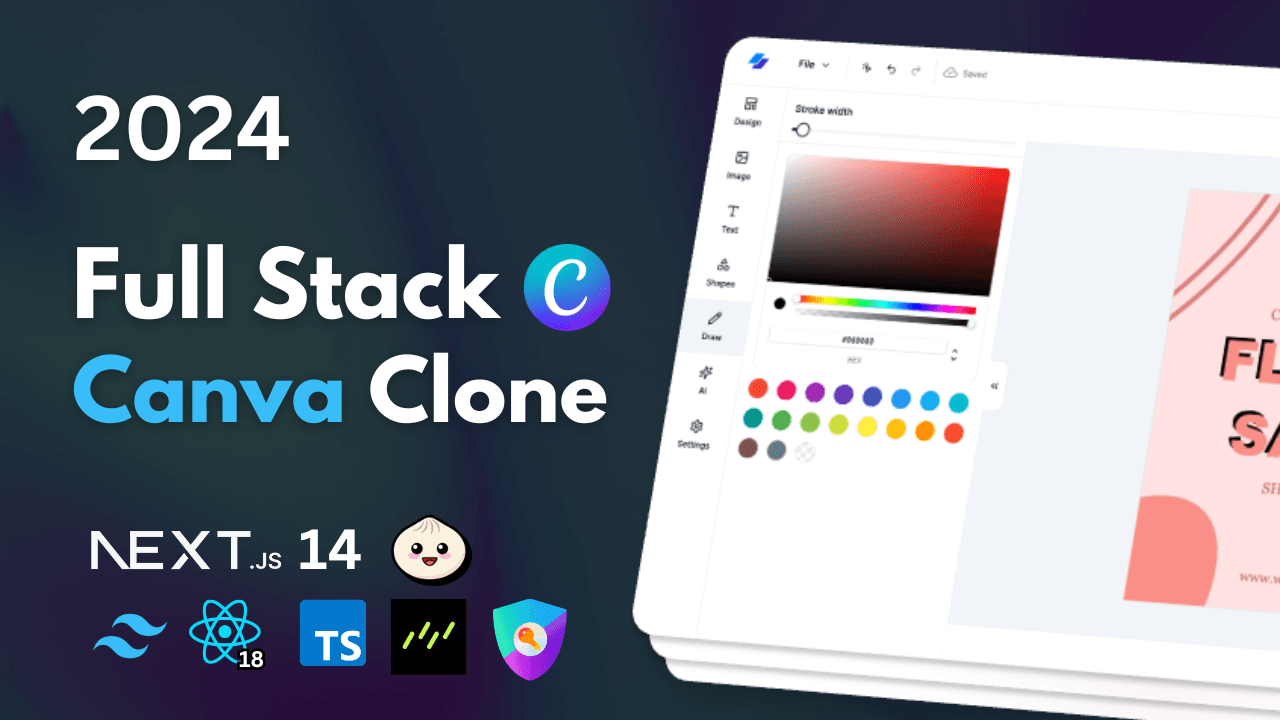 2024
Full Stack C
Canva Clone
NEXT.JS 14
18
TS
File
Saved
Design
Image
Text
Shapes
Draw
AI
Settings
Stroke width
HEX